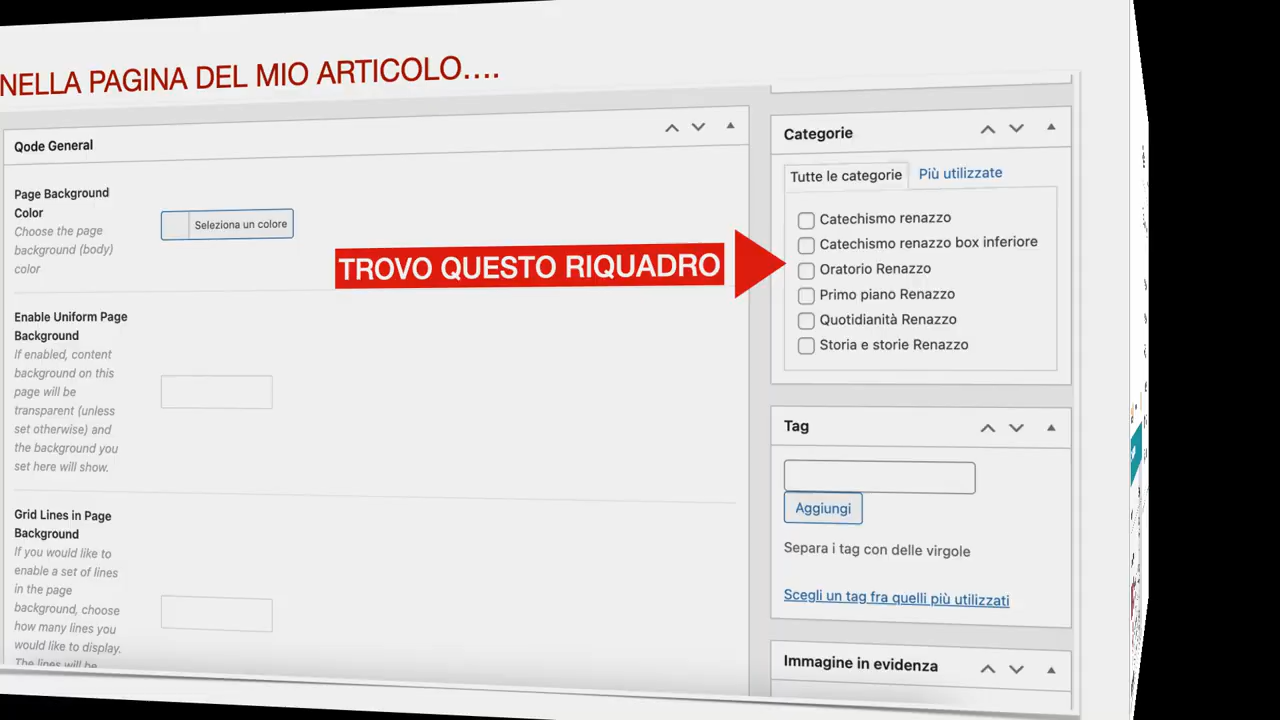 NELLA PAGINA DEL MIO ARTICOLO....
Qode General
Page Background
Color
Choose the page
background (body)
color
Seleziona un colore
Enable Uniform Page
Background
If enabled, content
background on this
page will be
transparent (unless
set otherwise) and
the background you
set here will show.
Grid Lines in Page
Background
If you would like to
enable a set of lines
in the page
background, choose
how many lines you
would like to display.
The lines will be
TROVO QUESTO RIQUADRO
Categorie
Tutte le categorie
Più utilizzate
Catechismo renazzo
Catechismo renazzo box inferiore
Oratorio Renazzo
Primo piano Renazzo
Quotidianità Renazzo
Storia e storie Renazzo
Tag
Aggiungi
Separa i tag con delle virgole
Scegli un tag fra quelli più utilizzati
Immagine in evidenza